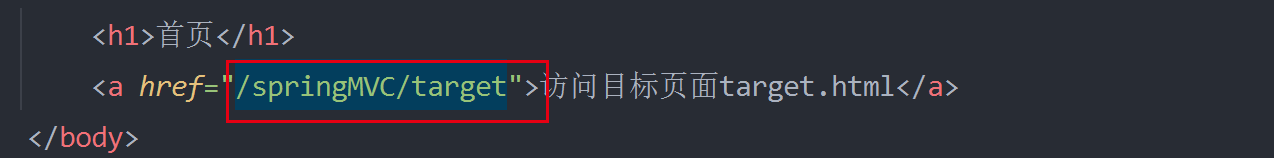 <h1>首页</h1>
<a href="/springMVC/target">访问目标页面target.html</a>
</body>